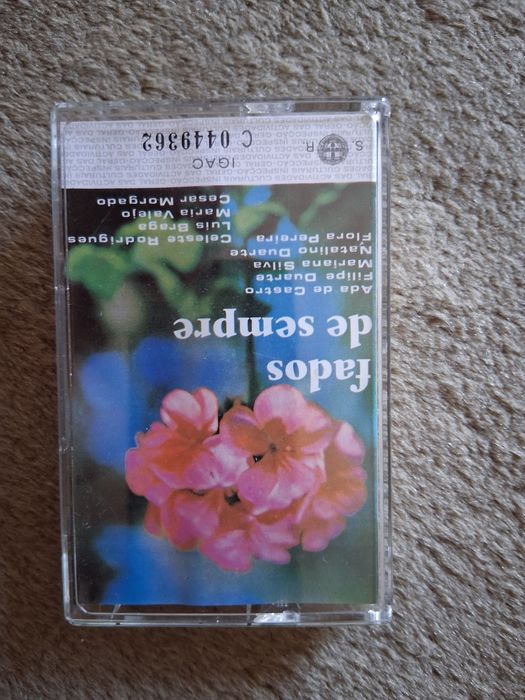 fados
de sempre
Ada de Castro
Filipe Duarte
Mariana Silva
Natalino Duarte
Flora Pereira
Celeste Rodrigues
Luis Braga
Maria Valejo
Cesar Morgado
IGAC
S. R.
C 0449362